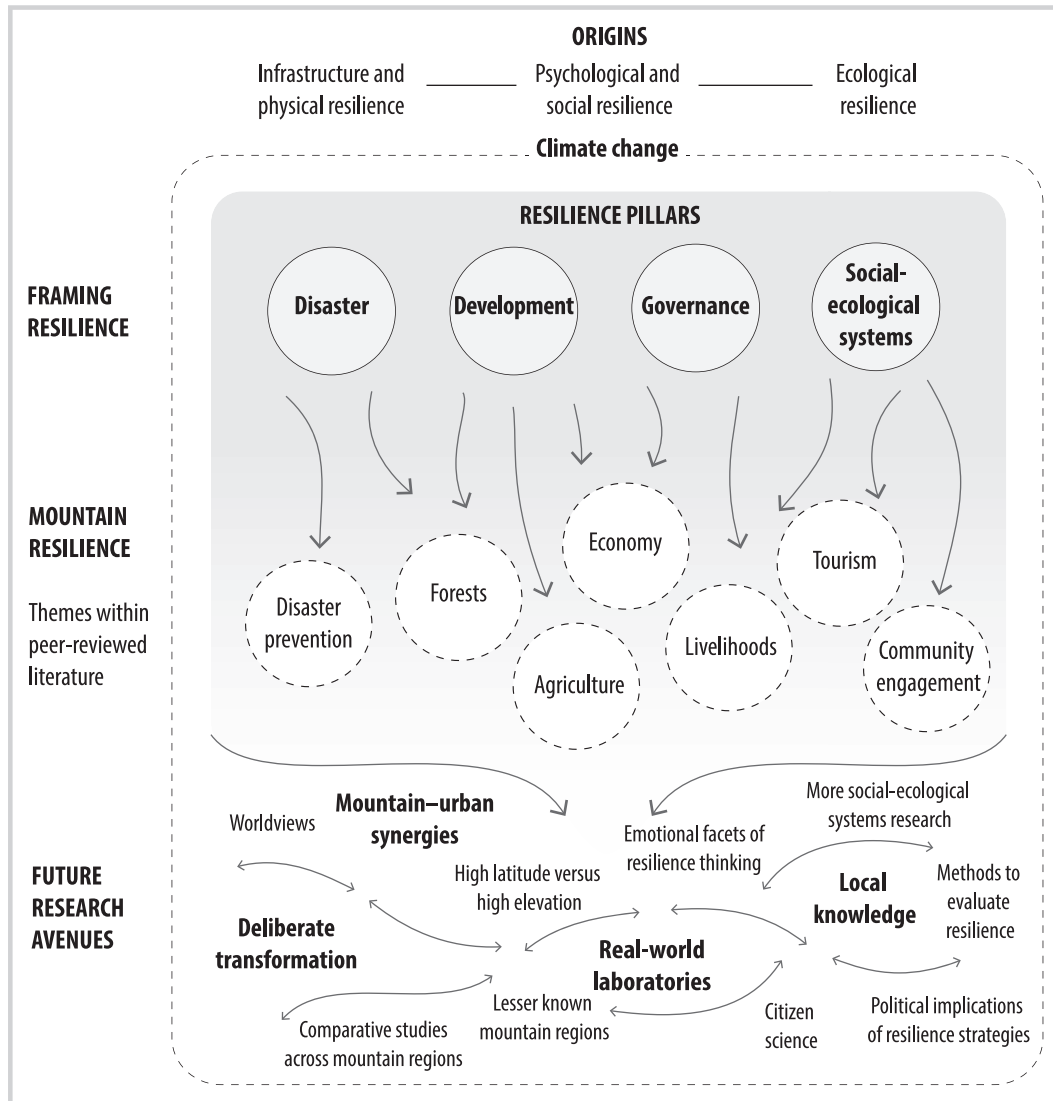 ORIGINS
Infrastructure and
physical resilience
Psychological and
social resilience
Ecological
resilience
Climate change
RESILIENCE PILLARS
FRAMING
RESILIENCE
Disaster
Development
Governance
Social-
ecological
systems
MOUNTAIN
RESILIENCE
Themes within
peer-reviewed
literature
Disaster
prevention
Forests
Agriculture
Economy
Livelihoods
Tourism
Community
engagement
FUTURE
RESEARCH
AVENUES
Worldviews
Mountain–urban
synergies
Emotional facets of
resilience thinking
More social-ecological
systems research
High latitude versus
high elevation
Local
knowledge
Methods to
evaluate
resilience
Deliberate
transformation
Real-world
laboratories
Comparative studies
across mountain regions
Lesser known
mountain regions
Citizen
science
Political implications
of resilience strategies